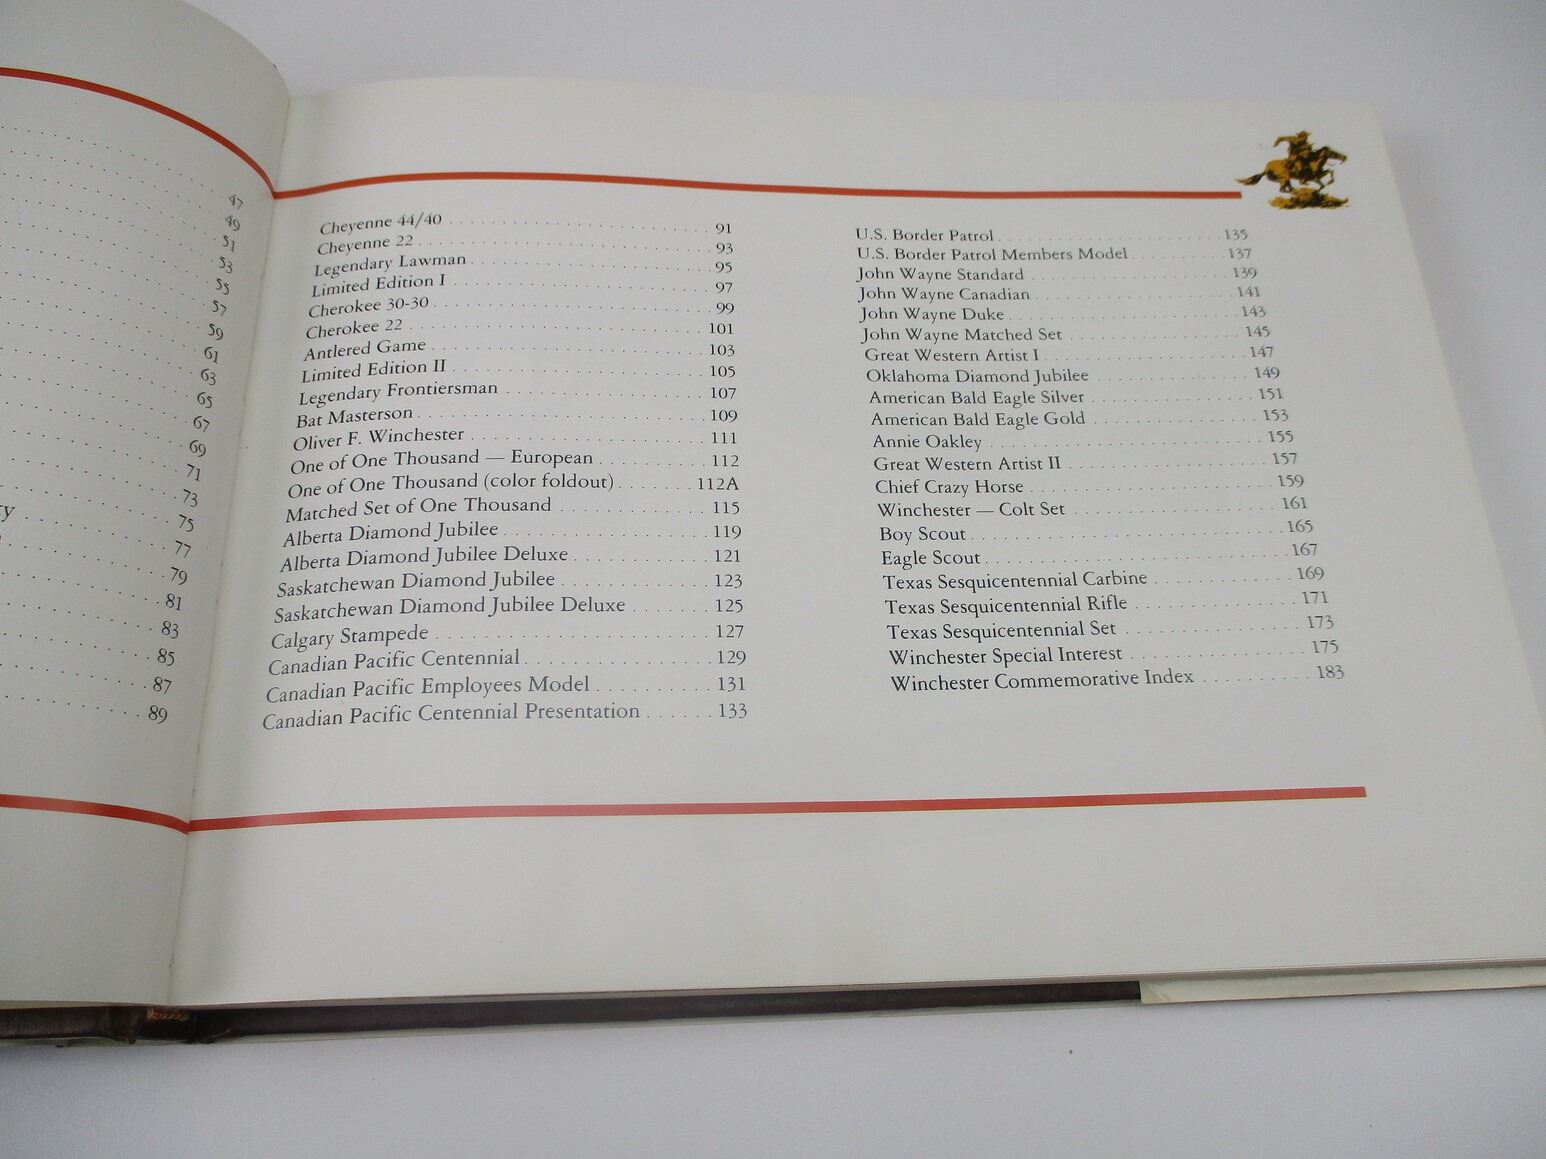 47
49
51
53
55
57
59
61
63
65
67
69
71
73
75
77
79
81
83
85
87
89
Cheyenne 44/40 . . . . . . . . . . 91
Cheyenne 22 . . . . . . . . . . 93
Legendary Lawman . . . . . . . . . . 95
Limited Edition I . . . . . . . . . . 97
Cherokee 30-30 . . . . . . . . . . 99
Cherokee 22 . . . . . . . . . . 101
Antlered Game . . . . . . . . . . 103
Limited Edition II . . . . . . . . . . 105
Legendary Frontiersman . . . . . . . . . . 107
Bat Masterson . . . . . . . . . . 109
Oliver F. Winchester . . . . . . . . . . 111
One of One Thousand — European . . . . . . . . . . 112
One of One Thousand (color foldout) . . . . . . . 112A
Matched Set of One Thousand . . . . . . . . . . 115
Alberta Diamond Jubilee . . . . . . . . . . 119
Alberta Diamond Jubilee Deluxe . . . . . . . . . . 121
Saskatchewan Diamond Jubilee . . . . . . . . . . 123
Saskatchewan Diamond Jubilee Deluxe . . . . . . . 125
Calgary Stampede . . . . . . . . . . 127
Canadian Pacific Centennial . . . . . . . . . . 129
Canadian Pacific Employees Model . . . . . . . . . . 131
Canadian Pacific Centennial Presentation . . . . . . 133
U.S. Border Patrol . . . . . . . . . . 135
U.S. Border Patrol Members Model . . . . . . . . . . 137
John Wayne Standard . . . . . . . . . . 139
John Wayne Canadian . . . . . . . . . . 141
John Wayne Duke . . . . . . . . . . 143
John Wayne Matched Set . . . . . . . . . . 145
Great Western Artist I . . . . . . . . . . 147
Oklahoma Diamond Jubilee . . . . . . . . . . 149
American Bald Eagle Silver . . . . . . . . . . 151
American Bald Eagle Gold . . . . . . . . . . 153
Annie Oakley . . . . . . . . . . 155
Great Western Artist II . . . . . . . . . . 157
Chief Crazy Horse . . . . . . . . . . 159
Winchester — Colt Set . . . . . . . . . . 161
Boy Scout . . . . . . . . . . 165
Eagle Scout . . . . . . . . . . 167
Texas Sesquicentennial Carbine . . . . . . . . . . 169
Texas Sesquicentennial Rifle . . . . . . . . . . 171
Texas Sesquicentennial Set . . . . . . . . . . 173
Winchester Special Interest . . . . . . . . . . 175
Winchester Commemorative Index . . . . . . . . . . 183